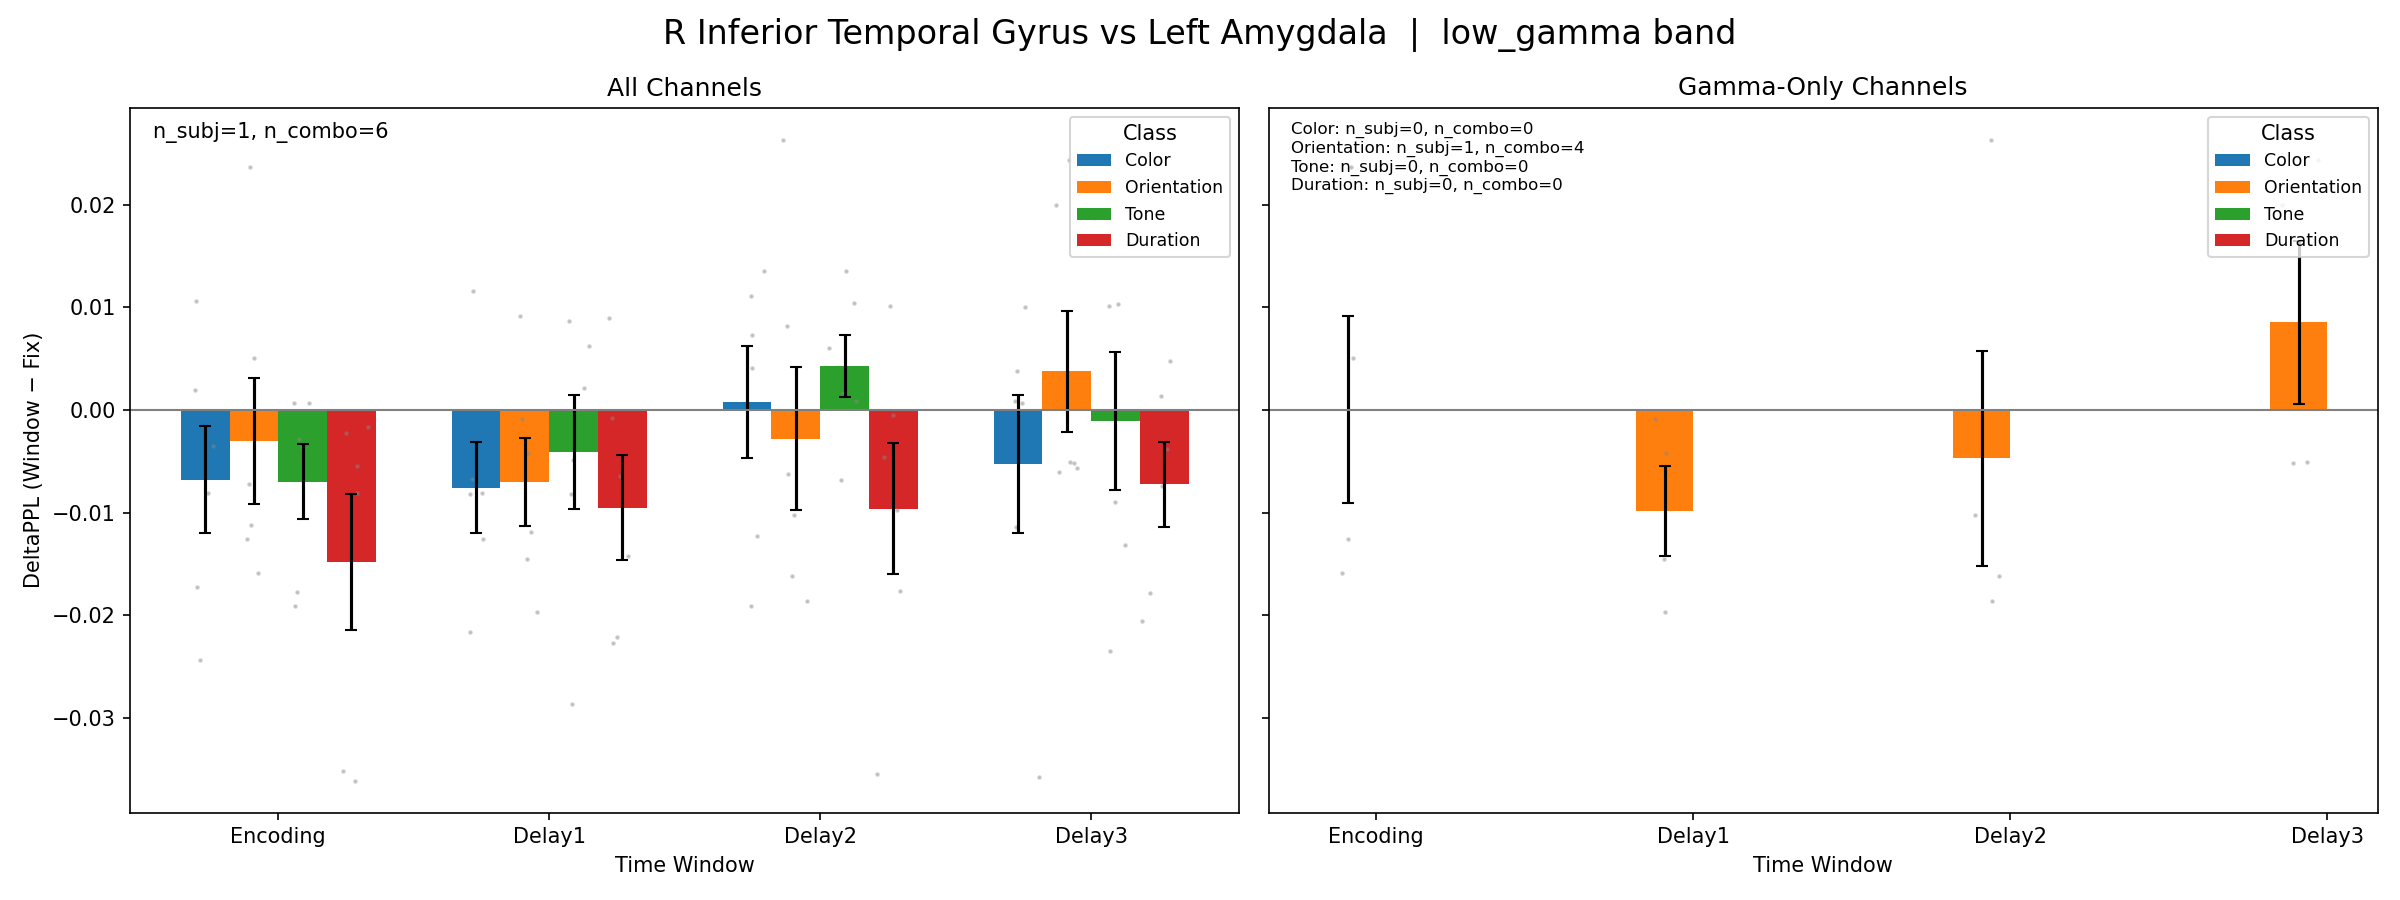 R Inferior Temporal Gyrus vs Left Amygdala | low_gamma band
All Channels
n_subj=1, n_combo=6
Class
Color
Orientation
Tone
Duration
DeltaPPL (Window − Fix)
0.02
0.01
0.00
−0.01
−0.02
−0.03
Encoding
Delay1
Delay2
Delay3
Time Window
Gamma-Only Channels
Color: n_subj=0, n_combo=0
Orientation: n_subj=1, n_combo=4
Tone: n_subj=0, n_combo=0
Duration: n_subj=0, n_combo=0
Class
Color
Orientation
Tone
Duration
Encoding
Delay1
Delay2
Delay3
Time Window